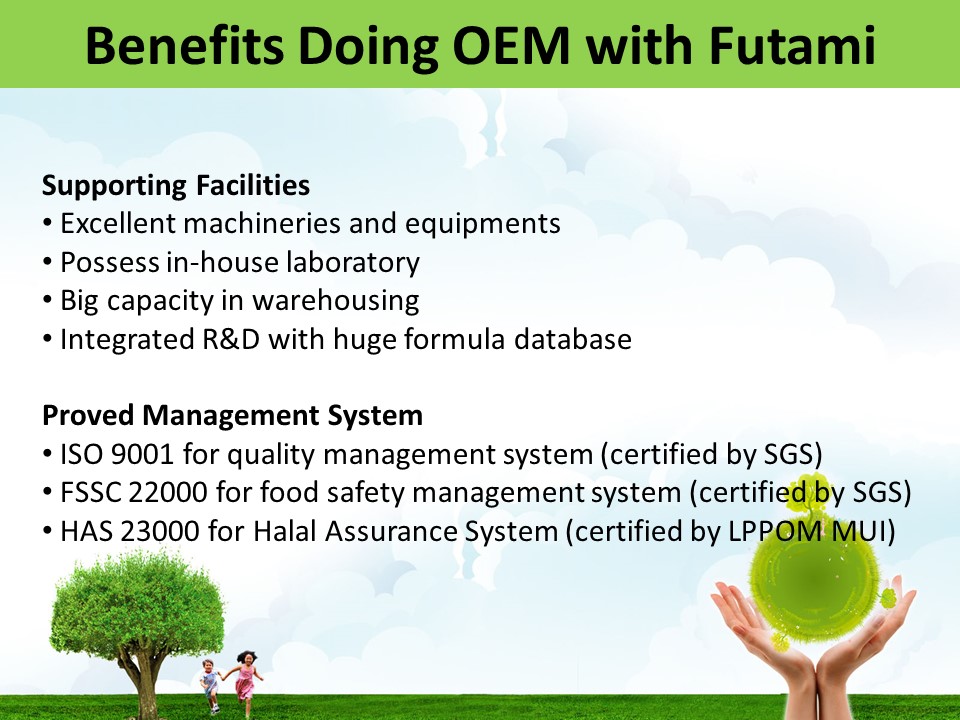 Benefits Doing OEM with Futami
Supporting Facilities
• Excellent machineries and equipments
• Possess in-house laboratory
• Big capacity in warehousing
• Integrated R&D with huge formula database
Proved Management System
• ISO 9001 for quality management system (certified by SGS)
• FSSC 22000 for food safety management system (certified by SGS)
• HAS 23000 for Halal Assurance System (certified by LPPOM MUI)